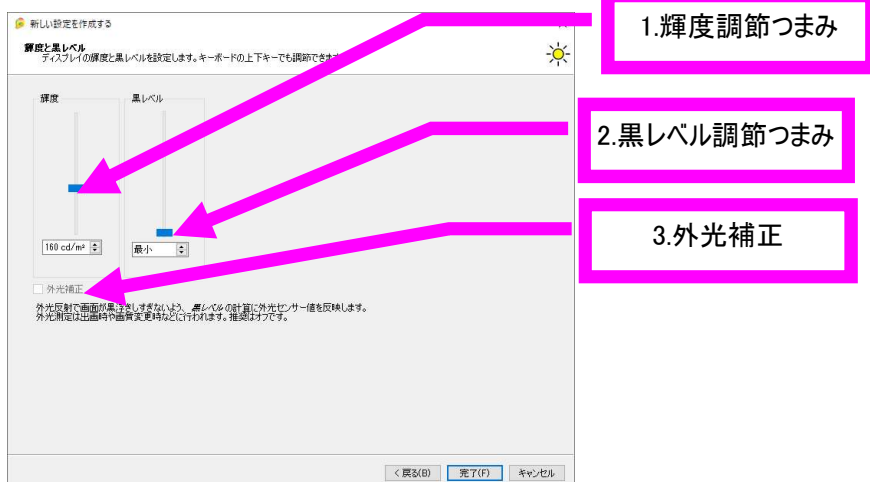 新しい設定を作成する
輝度と黒レベル
ディスプレイの輝度と黒レベルを設定します。キーボードの上下キーでも調節できます
輝度
黒レベル
160 cd/m²
最小
外光補正
外光反射で画面が黒浮きしすぎないよう、黒レベルの計算に外光センサー値を反映します。
外光測定は出画時や画質変更時などに行われます。推奨はオフです。
< 戻る(B)
完了(F)
キャンセル
1.輝度調節つまみ
2.黒レベル調節つまみ
3.外光補正